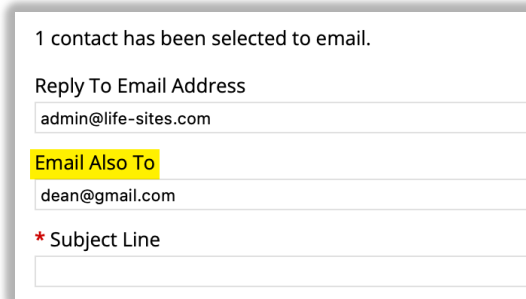 1 contact has been selected to email.
Reply To Email Address
admin@life-sites.com
Email Also To
dean@gmail.com
* Subject Line